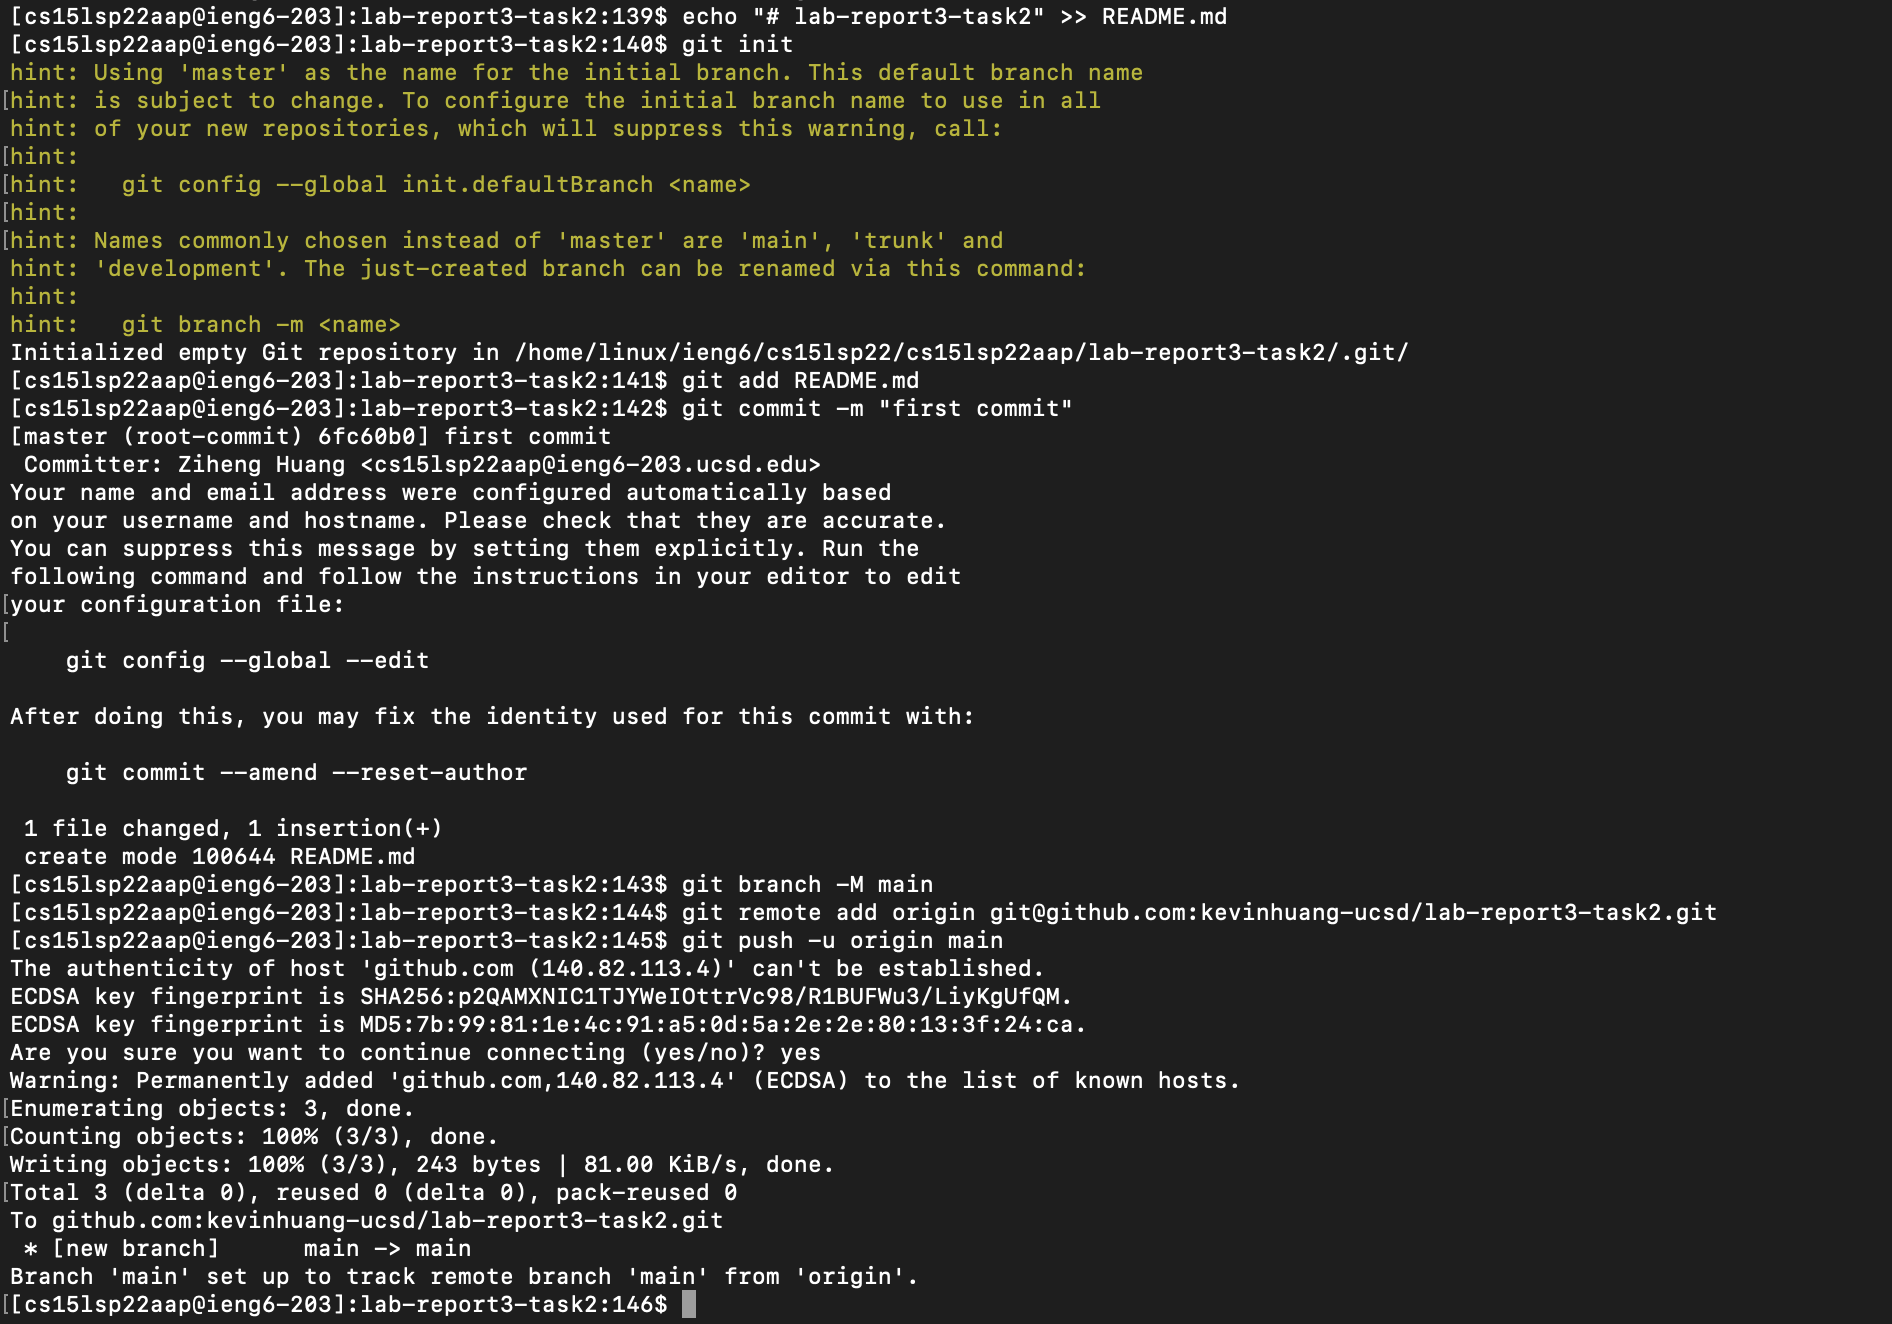 [cs15lsp22aap@ieng6-203]:lab-report3-task2:139$ echo "# lab-report3-task2" >> README.md
[cs15lsp22aap@ieng6-203]:lab-report3-task2:140$ git init
hint: Using 'master' as the name for the initial branch. This default branch name
[hint: is subject to change. To configure the initial branch name to use in all
hint: of your new repositories, which will suppress this warning, call:
[hint:
[hint:   git config --global init.defaultBranch <name>
[hint:
[hint: Names commonly chosen instead of 'master' are 'main', 'trunk' and
hint: 'development'. The just-created branch can be renamed via this command:
hint:
hint:   git branch -m <name>
Initialized empty Git repository in /home/linux/ieng6/cs15lsp22/cs15lsp22aap/lab-report3-task2/.git/
[cs15lsp22aap@ieng6-203]:lab-report3-task2:141$ git add README.md
[cs15lsp22aap@ieng6-203]:lab-report3-task2:142$ git commit -m "first commit"
[master (root-commit) 6fc60b0] first commit
 Committer: Ziheng Huang <cs15lsp22aap@ieng6-203.ucsd.edu>
Your name and email address were configured automatically based
on your username and hostname. Please check that they are accurate.
You can suppress this message by setting them explicitly. Run the
following command and follow the instructions in your editor to edit
[your configuration file:
[
    git config --global --edit

After doing this, you may fix the identity used for this commit with:

    git commit --amend --reset-author

 1 file changed, 1 insertion(+)
 create mode 100644 README.md
[cs15lsp22aap@ieng6-203]:lab-report3-task2:143$ git branch -M main
[cs15lsp22aap@ieng6-203]:lab-report3-task2:144$ git remote add origin git@github.com:kevinhuang-ucsd/lab-report3-task2.git
[cs15lsp22aap@ieng6-203]:lab-report3-task2:145$ git push -u origin main
The authenticity of host 'github.com (140.82.113.4)' can't be established.
ECDSA key fingerprint is SHA256:p2QAMXNIC1TJYWeIOttrVc98/R1BUFWu3/LiyKgUfQM.
ECDSA key fingerprint is MD5:7b:99:81:1e:4c:91:a5:0d:5a:2e:2e:80:13:3f:24:ca.
Are you sure you want to continue connecting (yes/no)? yes
Warning: Permanently added 'github.com,140.82.113.4' (ECDSA) to the list of known hosts.
[Enumerating objects: 3, done.
[Counting objects: 100% (3/3), done.
Writing objects: 100% (3/3), 243 bytes | 81.00 KiB/s, done.
[Total 3 (delta 0), reused 0 (delta 0), pack-reused 0
To github.com:kevinhuang-ucsd/lab-report3-task2.git
 * [new branch]      main -> main
Branch 'main' set up to track remote branch 'main' from 'origin'.
[[cs15lsp22aap@ieng6-203]:lab-report3-task2:146$